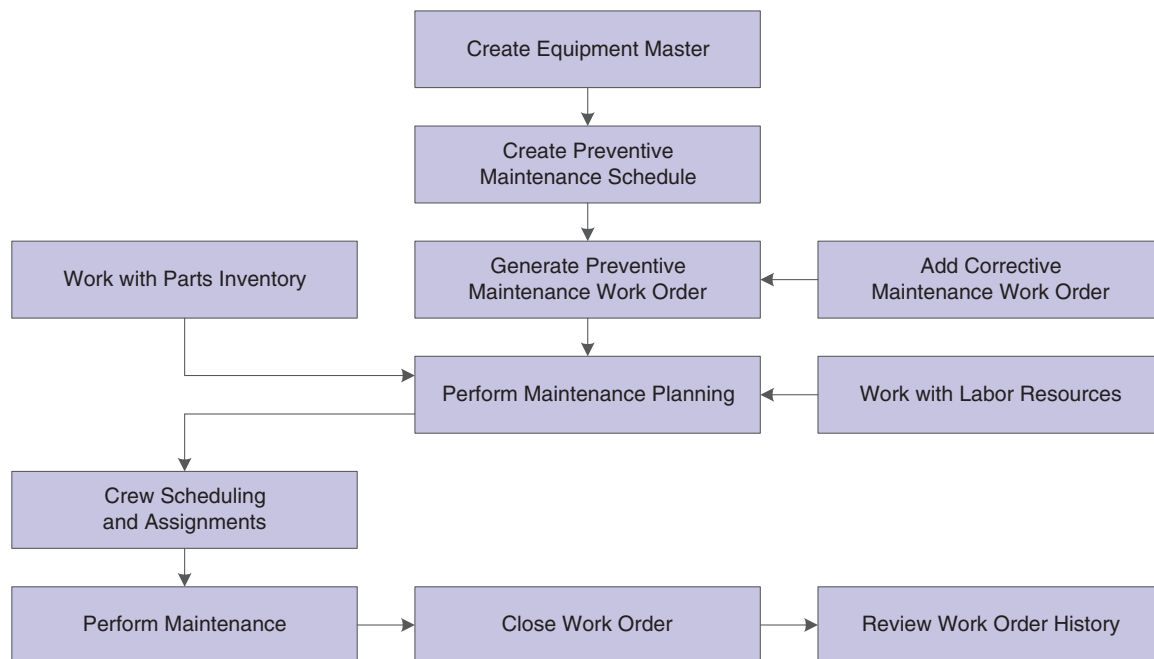 Create Equipment Master
Create Preventive
Maintenance Schedule
Work with Parts Inventory
Generate Preventive
Maintenance Work Order
Add Corrective
Maintenance Work Order
Perform Maintenance Planning
Work with Labor Resources
Crew Scheduling
and Assignments
Perform Maintenance
Close Work Order
Review Work Order History